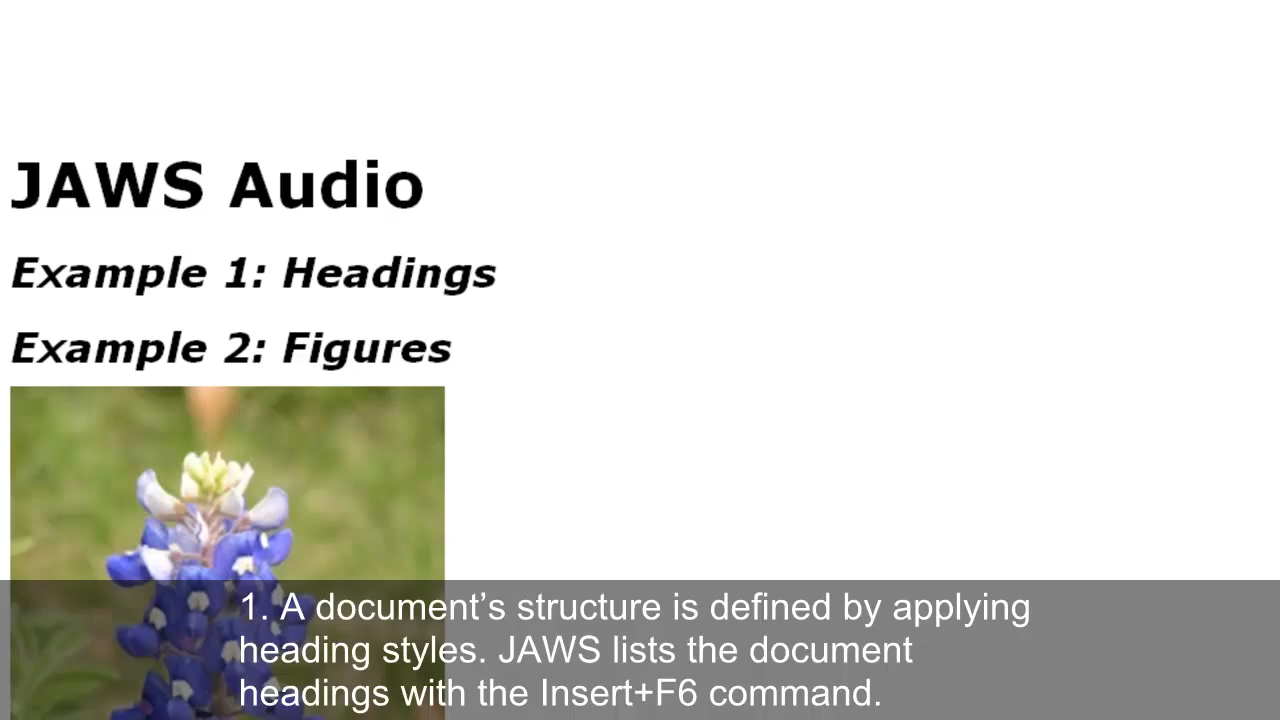 JAWS Audio
Example 1: Headings
Example 2: Figures
1. A document’s structure is defined by applying
heading styles. JAWS lists the document
headings with the Insert+F6 command.